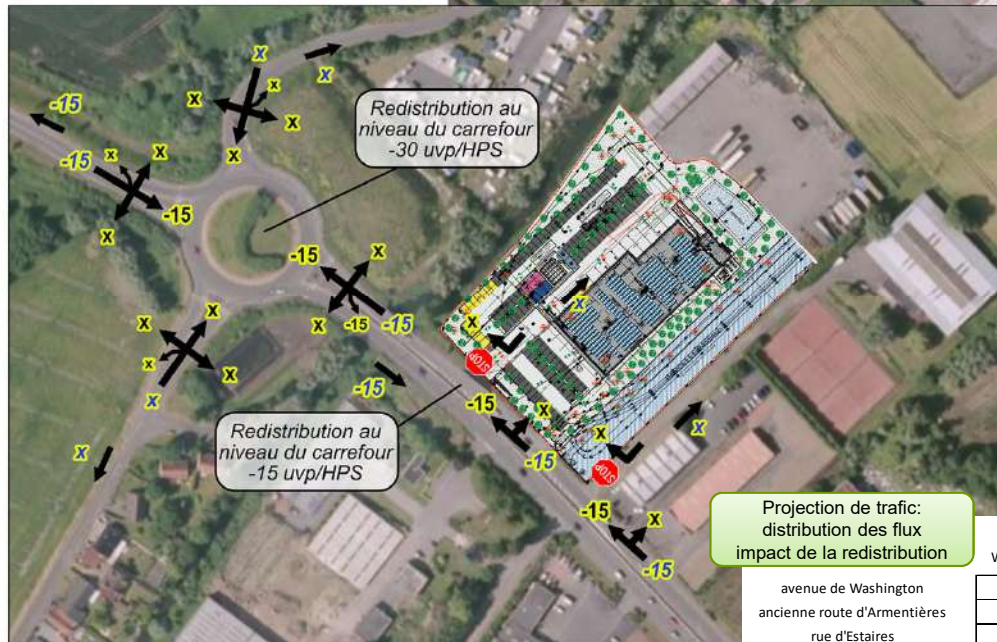 x
x
x
x
x
x
x
-15
-15
x
x
x
x
-15
Redistribution au
niveau du carrefour
-30 uvp/HPS
-15
x
x
-15
-15
x
x
x
x
x
x
-15
x
x
STOP
Redistribution au
niveau du carrefour
-15 uvp/HPS
-15
x
-15
x
x
STOP
-15
x
-15
Projection de trafic:
distribution des flux
impact de la redistribution
avenue de Washington
ancienne route d'Armentières
rue d'Estaires